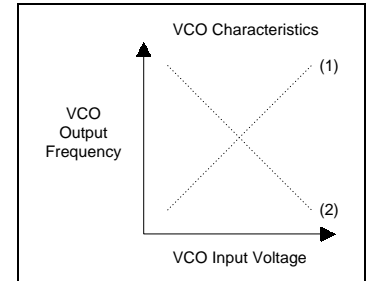 VCO Characteristics
(1)
VCO
Output
Frequency
(2)
VCO Input Voltage